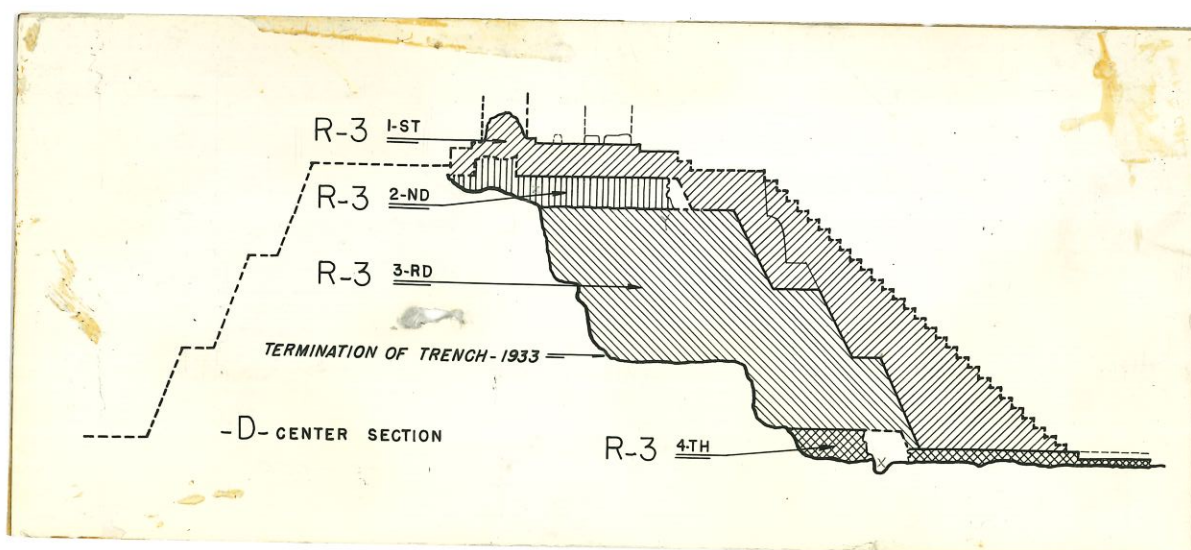 R-3 1-ST
R-3 2-ND
R-3 3-RD
TERMINATION OF TRENCH-1933
-D- CENTER SECTION
R-3 4-TH
X